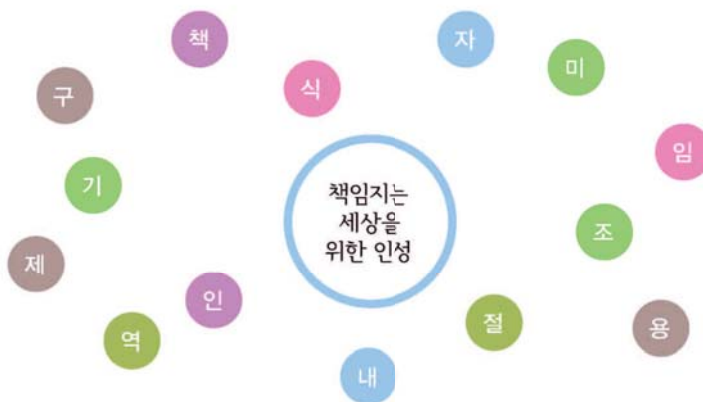 책
자
식
미
구
임
기
책임지는
세상을
위한 인성
조
제
인
절
용
역
내